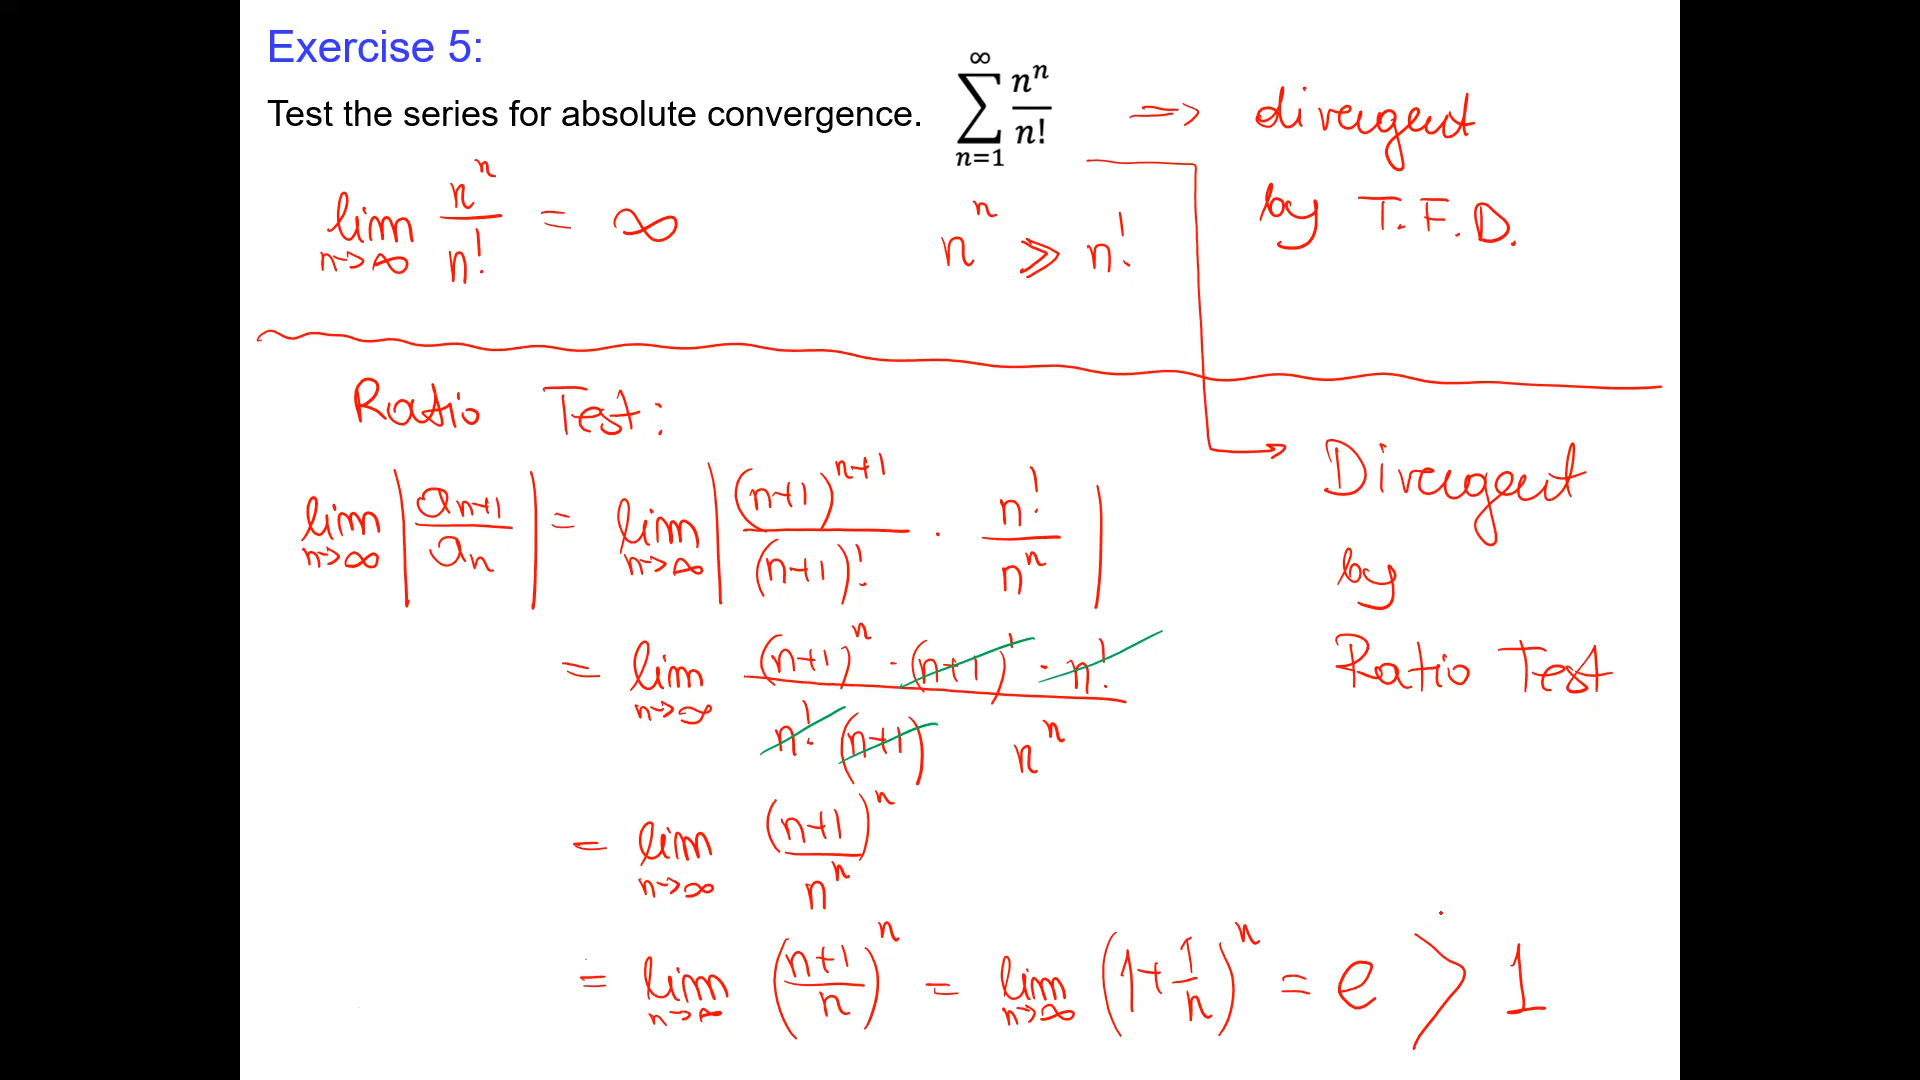 Exercise 5:
Test the series for absolute convergence. ∑_{n=1}^{∞} n^n/n! => divergent
by T.F.D.
lim_{n→∞} n^n/n! = ∞
n^n ≫ n!
Ratio Test:
Divergent
by
Ratio Test
lim_{n→∞} |a_{n+1}/a_n| = lim_{n→∞} |(n+1)^{n+1}/(n+1)! · n!/n^n|
= lim_{n→∞} (n+1)^n · (n+1)^1 · n! / n! (n+1) n^n
= lim_{n→∞} (n+1)^n/n^n
= lim_{n→∞} ((n+1)/n)^n = lim_{n→∞} (1+1/n)^n = e > 1